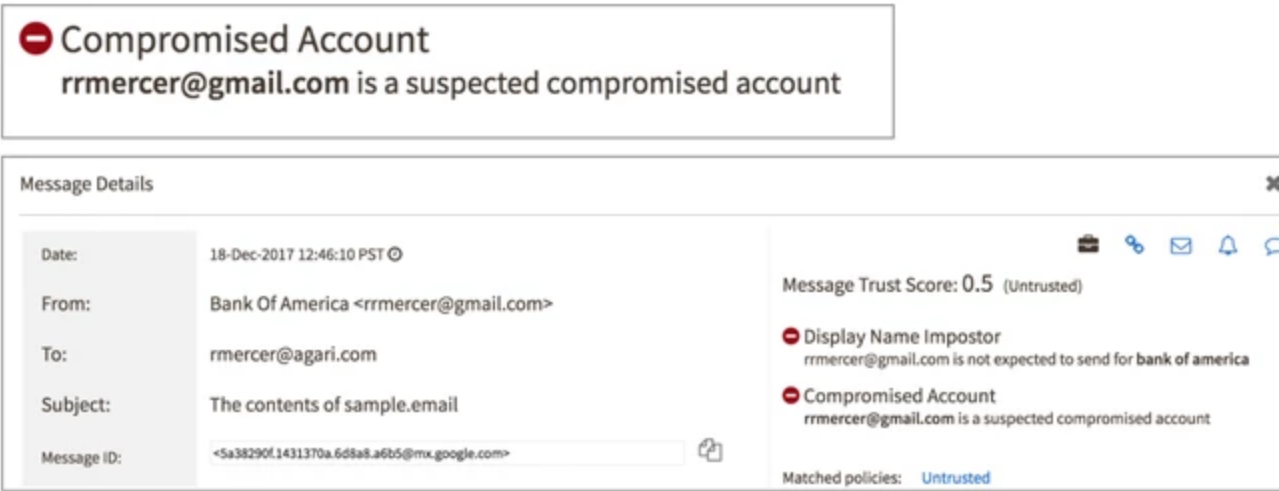 Compromised Account
rrmercer@gmail.com is a suspected compromised account
Message Details
Date: 18-Dec-2017 12:46:10 PST
From: Bank Of America <rrmercer@gmail.com>
To: rmercer@agari.com
Subject: The contents of sample.email
Message ID: <5a38290f.1431370a.6d8a8.a6b5@mx.google.com>
Message Trust Score: 0.5 (Untrusted)
Display Name Impostor
rrmercer@gmail.com is not expected to send for bank of america
Compromised Account
rrmercer@gmail.com is a suspected compromised account
Matched policies: Untrusted